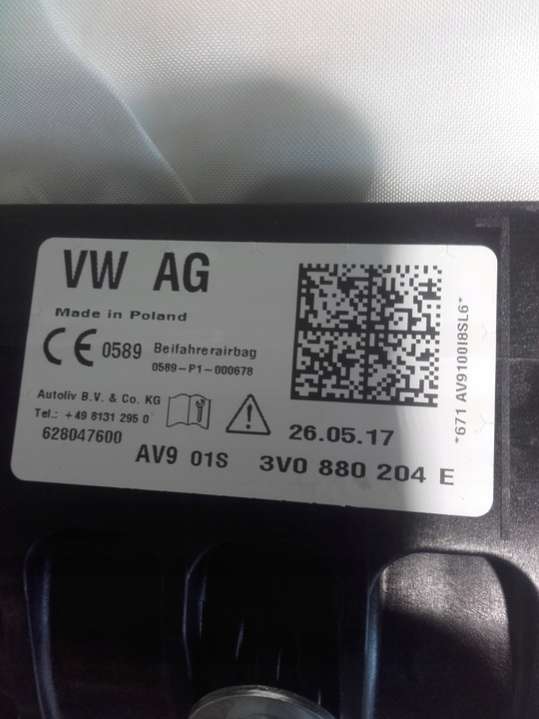 VW AG
Made in Poland
CE 0589 Beifahrerairbag
0589-P1-000678
Autoliv B.V. & Co. KG
Tel.: +49 8131 295 0
628047600
26.05.17
AV9 01S 3V0 880 204 E
*671 AV9100I8SL6*